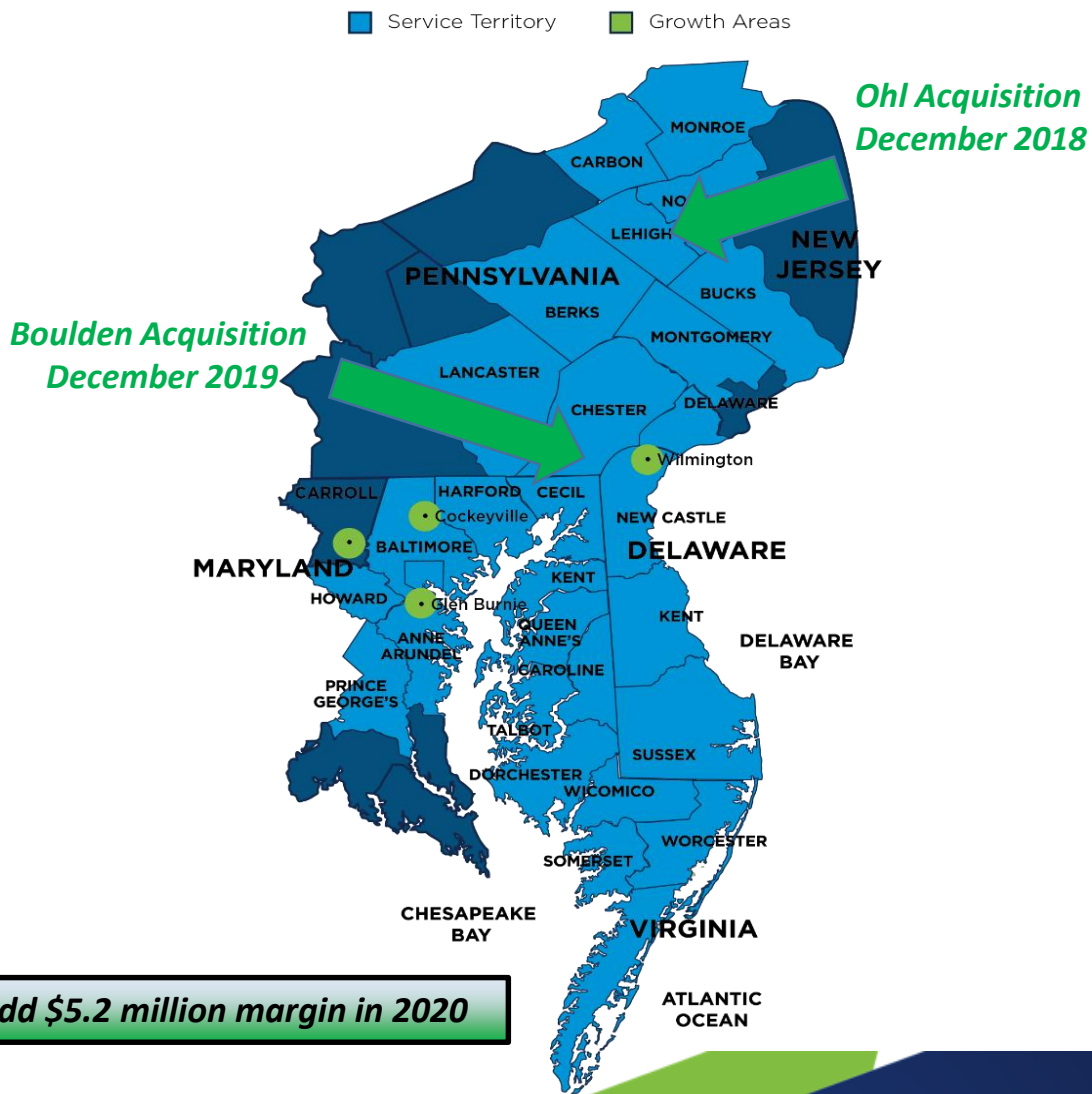 Service Territory
Growth Areas
Ohl Acquisition
December 2018
MONROE
CARBON
NO
LEHIGH
NEW
JERSEY
PENNSYLVANIA
BUCKS
BERKS
MONTGOMERY
Boulden Acquisition
December 2019
LANCASTER
CHESTER
DELAWARE
Wilmington
CARROLL
HARFORD
CECIL
Cockeyville
NEW CASTLE
BALTIMORE
DELAWARE
MARYLAND
KENT
HOWARD
Glen Burnie
KENT
QUEEN
ANNE'S
ANNE
ARUNDEL
DELAWARE
BAY
CAROLINE
PRINCE
GEORGE'S
TALBOT
SUSSEX
DORCHESTER
WICOMICO
WORCESTER
SOMERSET
CHESAPEAKE
BAY
VIRGINIA
dd $5.2 million margin in 2020
ATLANTIC
OCEAN